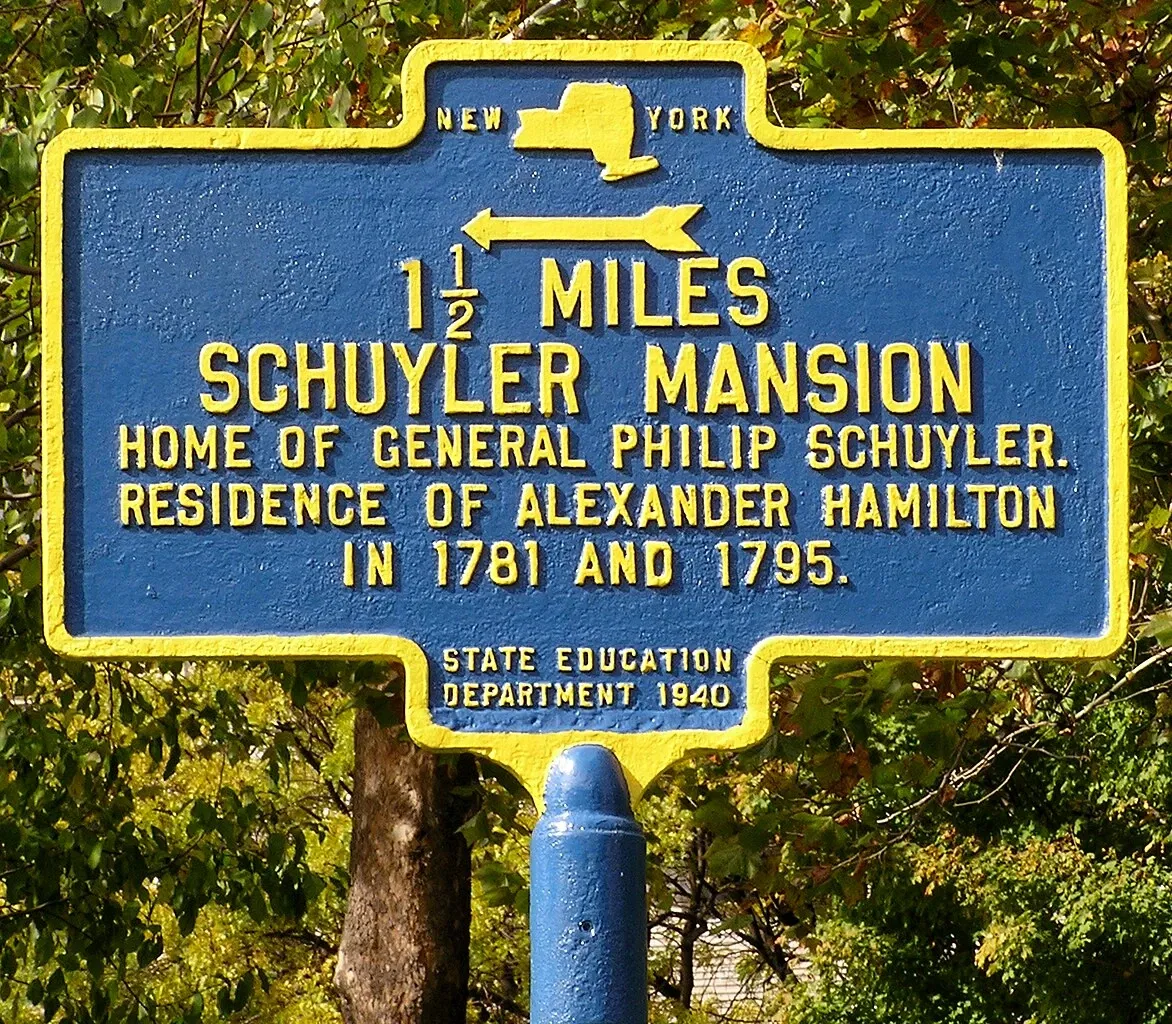 NEW YORK
1 1/2 MILES
SCHUYLER MANSION
HOME OF GENERAL PHILIP SCHUYLER.
RESIDENCE OF ALEXANDER HAMILTON
IN 1781 AND 1795.
STATE EDUCATION
DEPARTMENT 1940